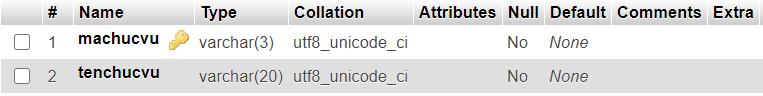 # Name Type Collation Attributes Null Default Comments Extra
1 machucvu varchar(3) utf8_unicode_ci No None
2 tenchucvu varchar(20) utf8_unicode_ci No None